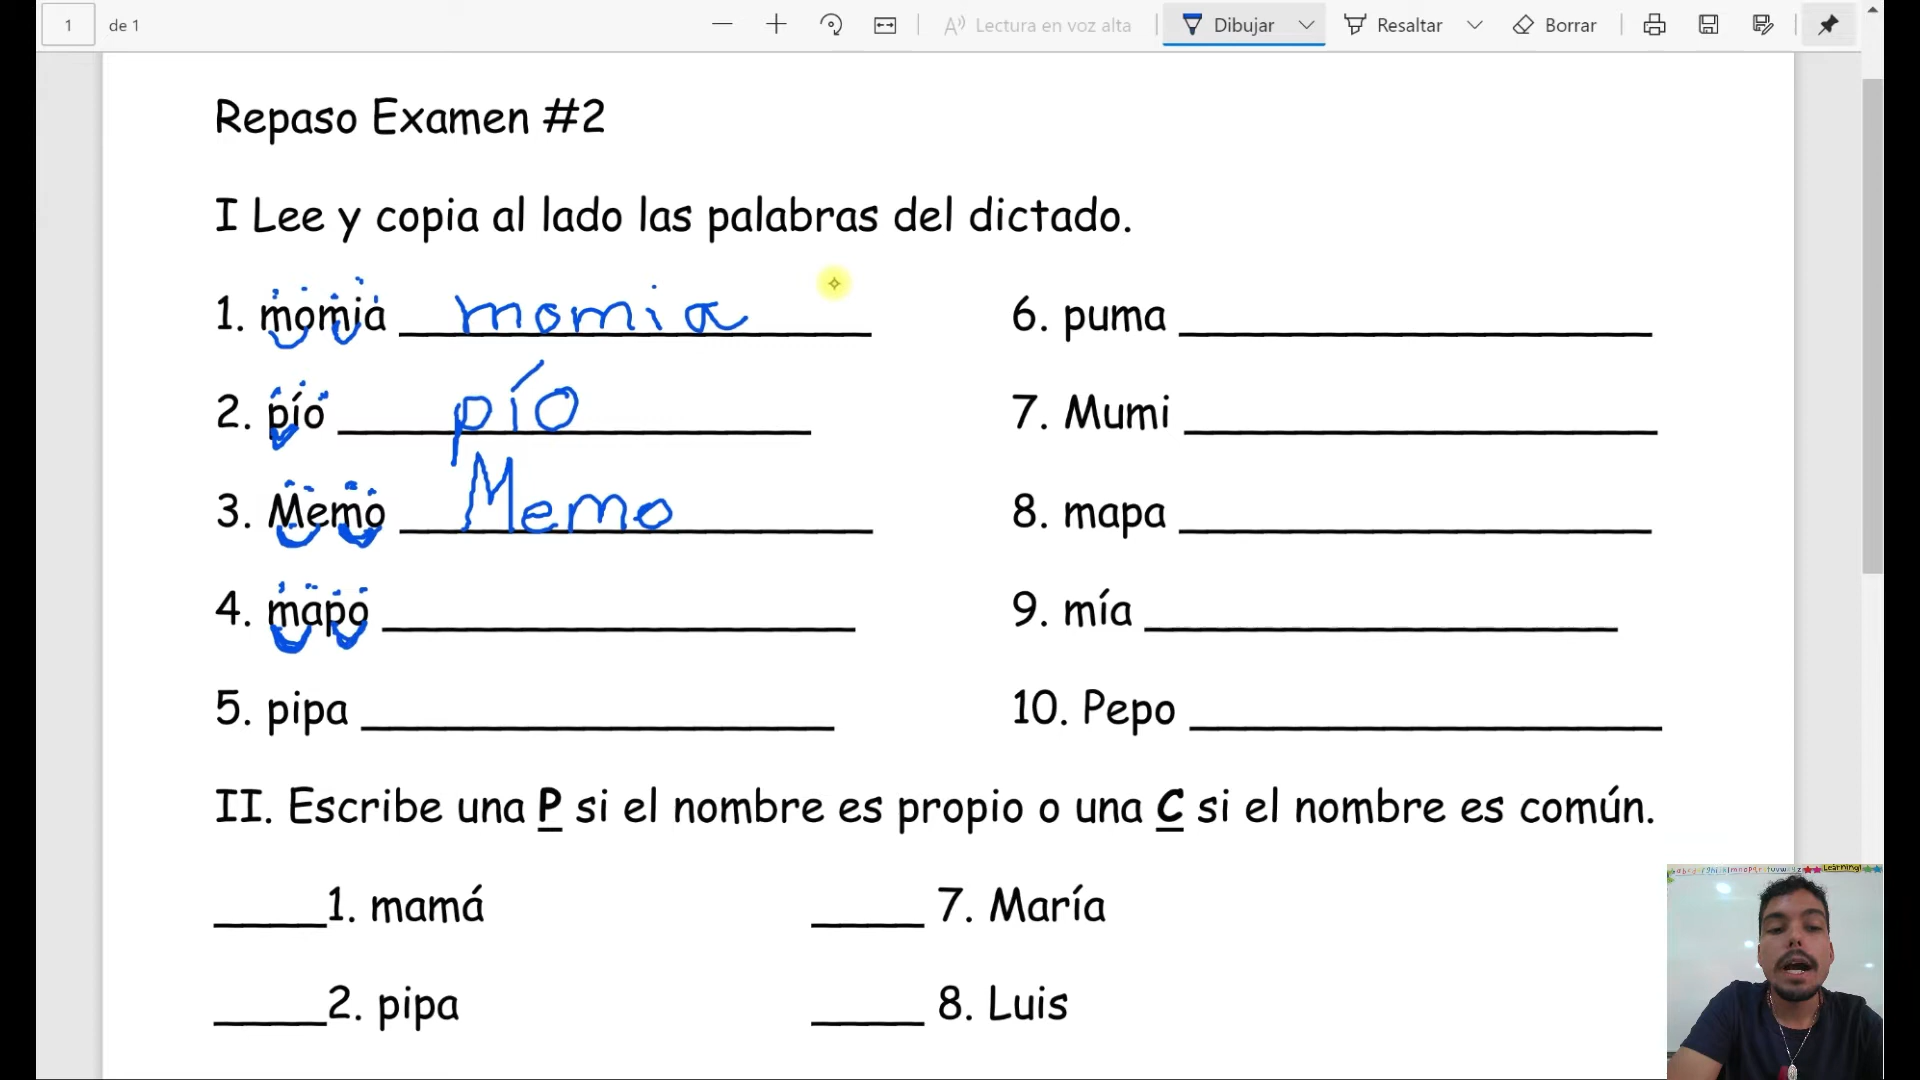 1 de 1 Lectura en voz alta Dibujar Resaltar Borrar
Repaso Examen #2
I Lee y copia al lado las palabras del dictado.
1. momia momia
2. pío pío
3. Memo Memo
4. mapo
5. pipa
6. puma
7. Mumi
8. mapa
9. mía
10. Pepo
II. Escribe una P si el nombre es propio o una C si el nombre es común.
1. mamá
2. pipa
7. María
8. Luis
Learning!